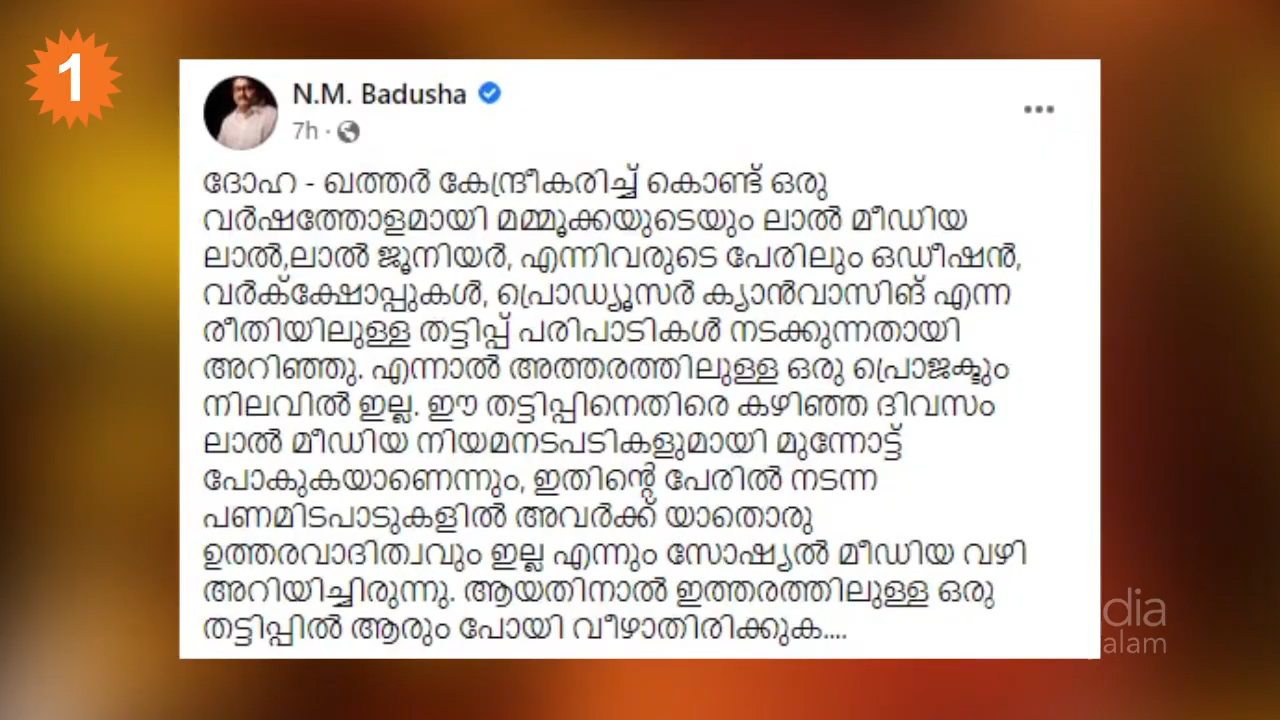 1
N.M. Badusha
7h ·
ദോഹ - ഖത്തർ കേന്ദ്രീകരിച്ച് കൊണ്ട് ഒരു
വർഷത്തോളമായി മമ്മൂക്കയുടെയും ലാൽ മീഡിയ
ലാൽ,ലാൽ ജൂനിയർ, എന്നിവരുടെ പേരിലും ഒഡീഷൻ,
വർക്ക്ഷോപ്പുകൾ, പ്രൊഡ്യൂസർ ക്യാൻവാസിങ് എന്ന
രീതിയിലുള്ള തട്ടിപ്പ് പരിപാടികൾ നടക്കുന്നതായി
അറിഞ്ഞു. എന്നാൽ അത്തരത്തിലുള്ള ഒരു പ്രൊജക്ടും
നിലവിൽ ഇല്ല. ഈ തട്ടിപ്പിനെതിരെ കഴിഞ്ഞ ദിവസം
ലാൽ മീഡിയ നിയമനടപടികളുമായി മുന്നോട്ട്
പോകുകയാണെന്നും, ഇതിന്റെ പേരിൽ നടന്ന
പണമിടപാടുകളിൽ അവർക്ക് യാതൊരു
ഉത്തരവാദിത്വവും ഇല്ല എന്നും സോഷ്യൽ മീഡിയ വഴി
അറിയിച്ചിരുന്നു. ആയതിനാൽ ഇത്തരത്തിലുള്ള ഒരു
തട്ടിപ്പിൽ ആരും പോയി വീഴാതിരിക്കുക....
dia
alam